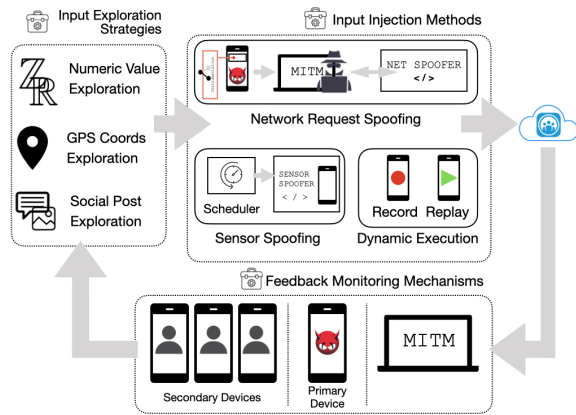 Input Exploration
Strategies
Numeric Value
Exploration
GPS Coords
Exploration
Social Post
Exploration
Input Injection Methods
MITM
NET SPOOFER
</>
Network Request Spoofing
Scheduler
SENSOR
SPOOFER
< / >
Sensor Spoofing
Record
Replay
Dynamic Execution
Feedback Monitoring Mechanisms
Secondary Devices
Primary
Device
MITM